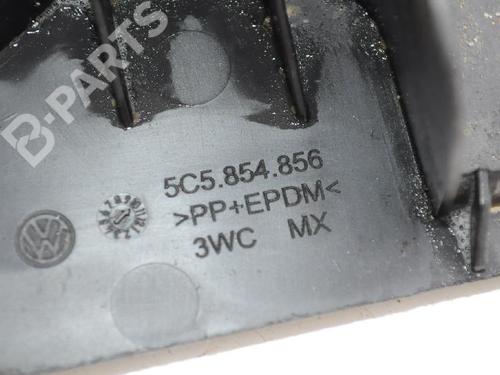 B-PARTS
5C5.854.856
>PP+EPDM<
3WC MX